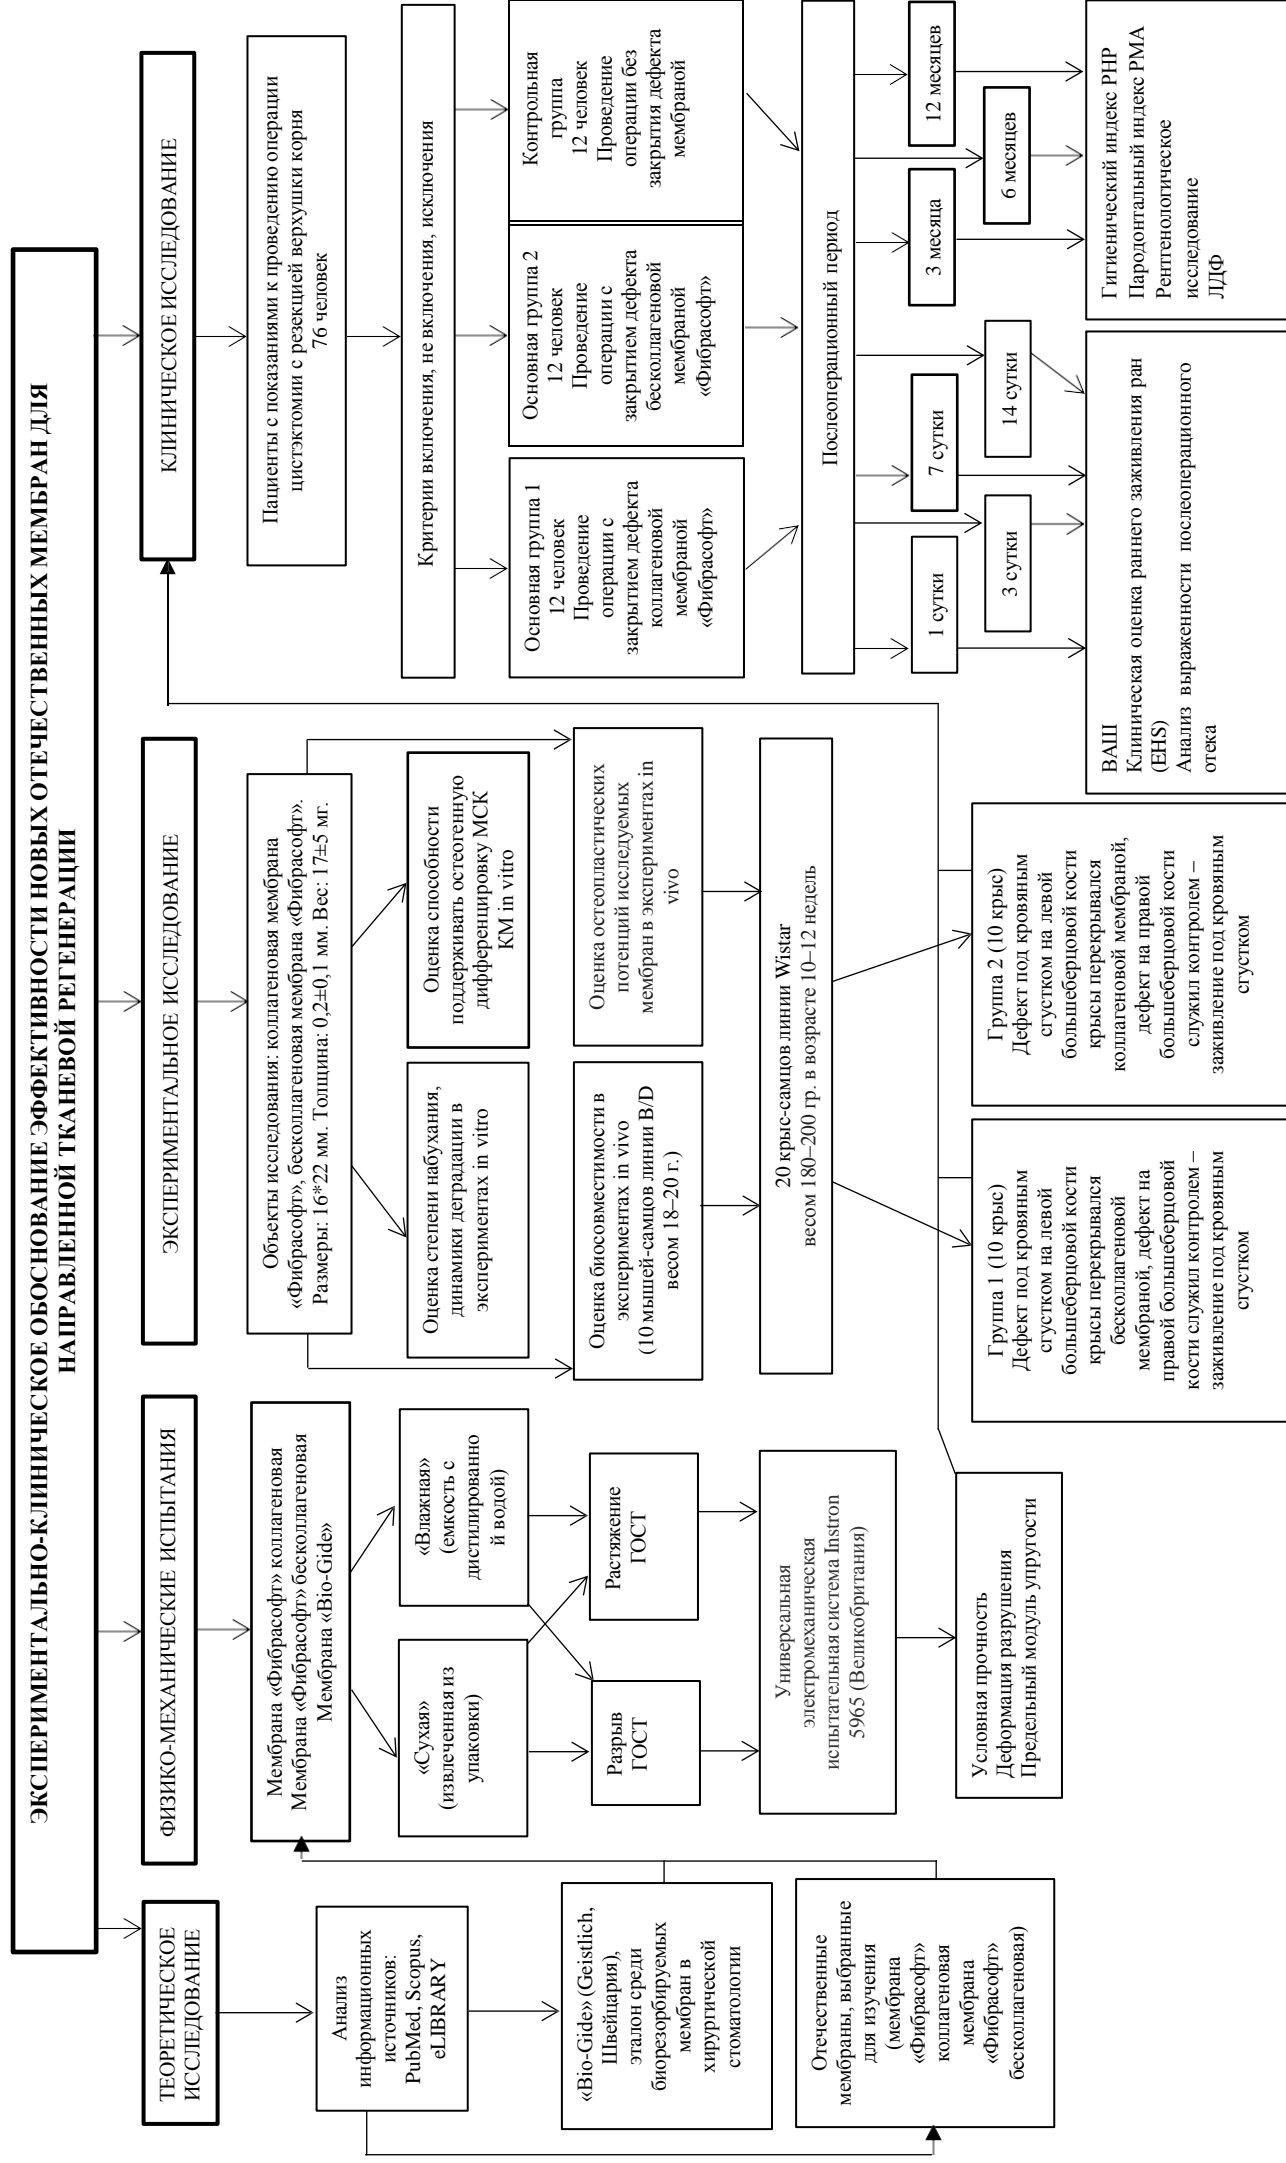 ЭКСПЕРИМЕНТАЛЬНО-КЛИНИЧЕСКОЕ ОБОСНОВАНИЕ ЭФФЕКТИВНОСТИ НОВЫХ ОТЕЧЕСТВЕННЫХ МЕМБРАН ДЛЯ
НАПРАВЛЕННОЙ ТКАНЕВОЙ РЕГЕНЕРАЦИИ
ТЕОРЕТИЧЕСКОЕ
ИССЛЕДОВАНИЕ
Анализ
информационных
источников:
PubMed, Scopus,
eLIBRARY
«Bio-Gide» (Geistlich,
Швейцария),
эталон среди
биорезорбируемых
мембран в
хирургической
стоматологии
Отечественные
мембраны, выбранные
для изучения
(мембрана
«Фибрасофт»
коллагеновая
мембрана
«Фибрасофт»
бесколлагеновая)
ФИЗИКО-МЕХАНИЧЕСКИЕ ИСПЫТАНИЯ
Мембрана «Фибрасофт» коллагеновая
Мембрана «Фибрасофт» бесколлагеновая
Мембрана «Bio-Gide»
«Сухая»
(извлеченная из
упаковки)
«Влажная»
(емкость с
дистилированно
й водой)
Разрыв
ГОСТ
Растяжение
ГОСТ
Универсальная
электромеханическая
испытательная система Instron
5965 (Великобритания)
Условная прочность
Деформация разрушения
Предельный модуль упругости
ЭКСПЕРИМЕНТАЛЬНОЕ ИССЛЕДОВАНИЕ
Объекты исследования: коллагеновая мембрана
«Фибрасофт», бесколлагеновая мембрана «Фибрасофт».
Размеры: 16*22 мм. Толщина: 0,2±0,1 мм. Вес: 17±5 мг.
Оценка степени набухания,
динамики деградации в
экспериментах in vitro
Оценка способности
поддерживать остеогенную
дифференцировку МСК
КМ in vitro
Оценка биосовместимости в
экспериментах in vivo
(10 мышей-самцов линии B/D
весом 18–20 г.)
Оценка остеопластических
потенций исследуемых
мембран в экспериментах in
vivo
20 крыс-самцов линии Wistar
весом 180–200 гр. в возрасте 10–12 недель
Группа 1 (10 крыс)
Дефект под кровяным
сгустком на левой
большеберцовой кости
крысы перекрывался
бесколлагеновой
мембраной, дефект на
правой большеберцовой
кости служил контролем –
заживление под кровяным
сгустком
Группа 2 (10 крыс)
Дефект под кровяным
сгустком на левой
большеберцовой кости
крысы перекрывался
коллагеновой мембраной,
дефект на правой
большеберцовой кости
служил контролем –
заживление под кровяным
сгустком
КЛИНИЧЕСКОЕ ИССЛЕДОВАНИЕ
Пациенты с показаниями к проведению операции
цистэктомии с резекцией верхушки корня
76 человек
Критерии включения, не включения, исключения
Основная группа 1
12 человек
Проведение
операции с
закрытием дефекта
коллагеновой
мембраной
«Фибрасофт»
Основная группа 2
12 человек
Проведение
операции с
закрытием дефекта
бесколлагеновой
мембраной
«Фибрасофт»
Контрольная
группа
12 человек
Проведение
операции без
закрытия дефекта
мембраной
Послеоперационный период
1 сутки
3 сутки
7 сутки
14 сутки
3 месяца
6 месяцев
12 месяцев
ВАШ
Клиническая оценка раннего заживления ран
(EHS)
Анализ выраженности послеоперационного
отека
Гигиенический индекс PHP
Пародонтальный индекс PMA
Рентгенологическое
исследование
ЛДФ